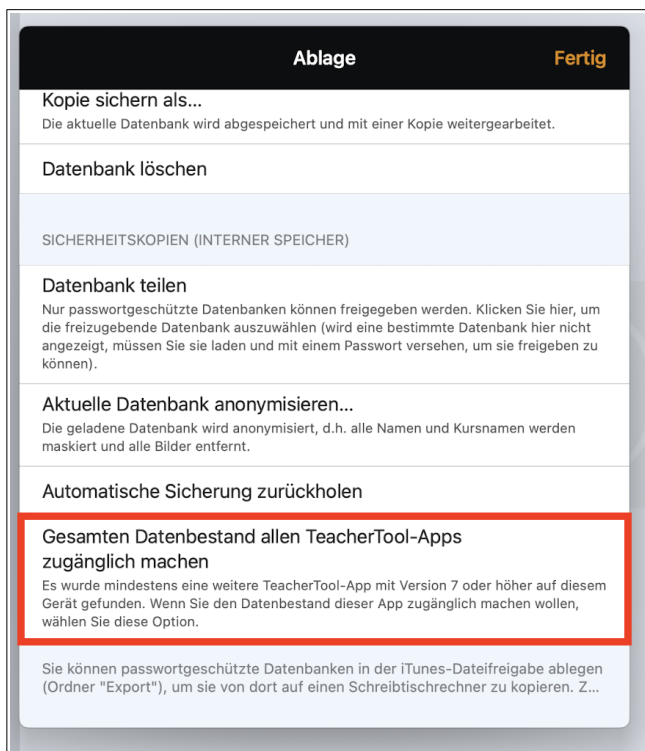 Ablage
Fertig
Kopie sichern als...
Die aktuelle Datenbank wird abgespeichert und mit einer Kopie weitergearbeitet.
Datenbank löschen
SICHERHEITSKOPIEN (INTERNER SPEICHER)
Datenbank teilen
Nur passwortgeschützte Datenbanken können freigegeben werden. Klicken Sie hier, um
die freizugebende Datenbank auszuwählen (wird eine bestimmte Datenbank hier nicht
angezeigt, müssen Sie sie laden und mit einem Passwort versehen, um sie freigeben zu
können).
Aktuelle Datenbank anonymisieren...
Die geladene Datenbank wird anonymisiert, d.h. alle Namen und Kursnamen werden
maskiert und alle Bilder entfernt.
Automatische Sicherung zurückholen
Gesamten Datenbestand allen TeacherTool-Apps
zugänglich machen
Es wurde mindestens eine weitere TeacherTool-App mit Version 7 oder höher auf diesem
Gerät gefunden. Wenn Sie den Datenbestand dieser App zugänglich machen wollen,
wählen Sie diese Option.
Sie können passwortgeschützte Datenbanken in der iTunes-Dateifreigabe ablegen
(Ordner "Export"), um sie von dort auf einen Schreibtischrechner zu kopieren. Z...